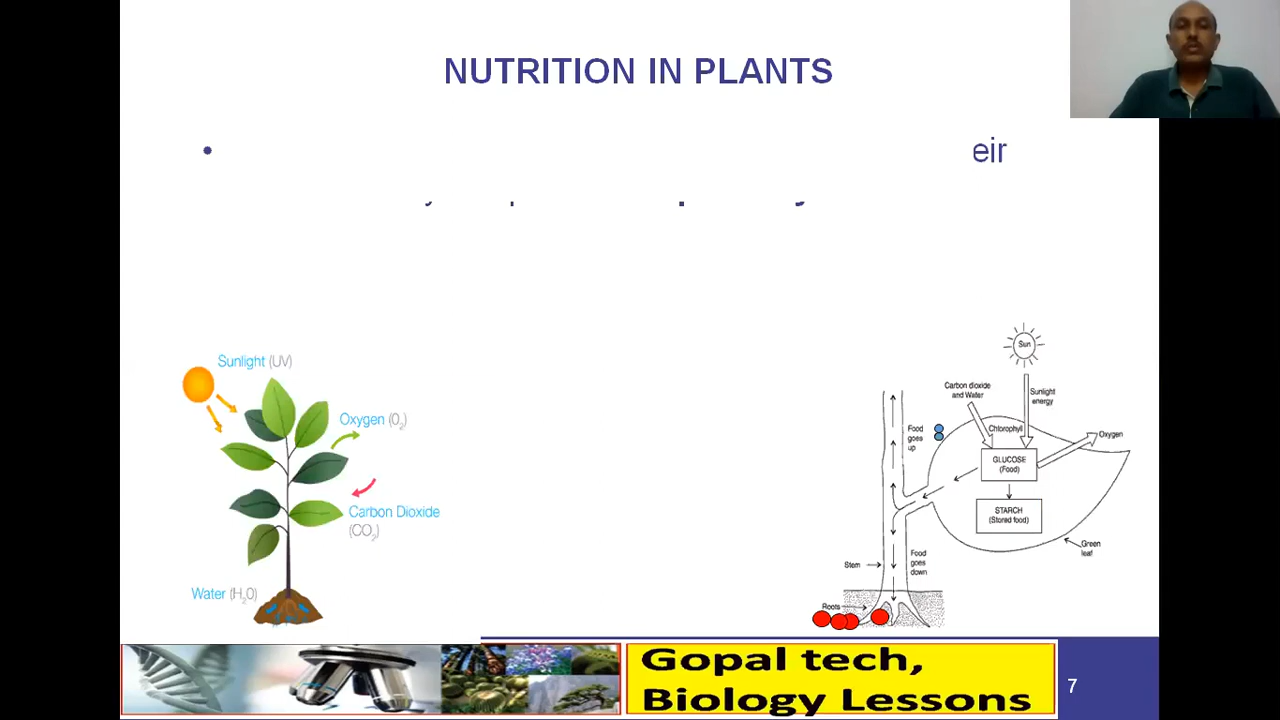 NUTRITION IN PLANTS
• eir
Sunlight (UV)
Oxygen (0₂)
Carbon Dioxide
(CO₂)
Water (H₂0)
Sun
Carbon dioxide
and Water
Sunlight
energy
Food
goes
up
Chlorophyll
Oxygen
GLUCOSE
(Food)
STARCH
(Stored food)
Green
leaf
Stem
Food
goes
down
Roots
Gopal tech,
Biology Lessons
7